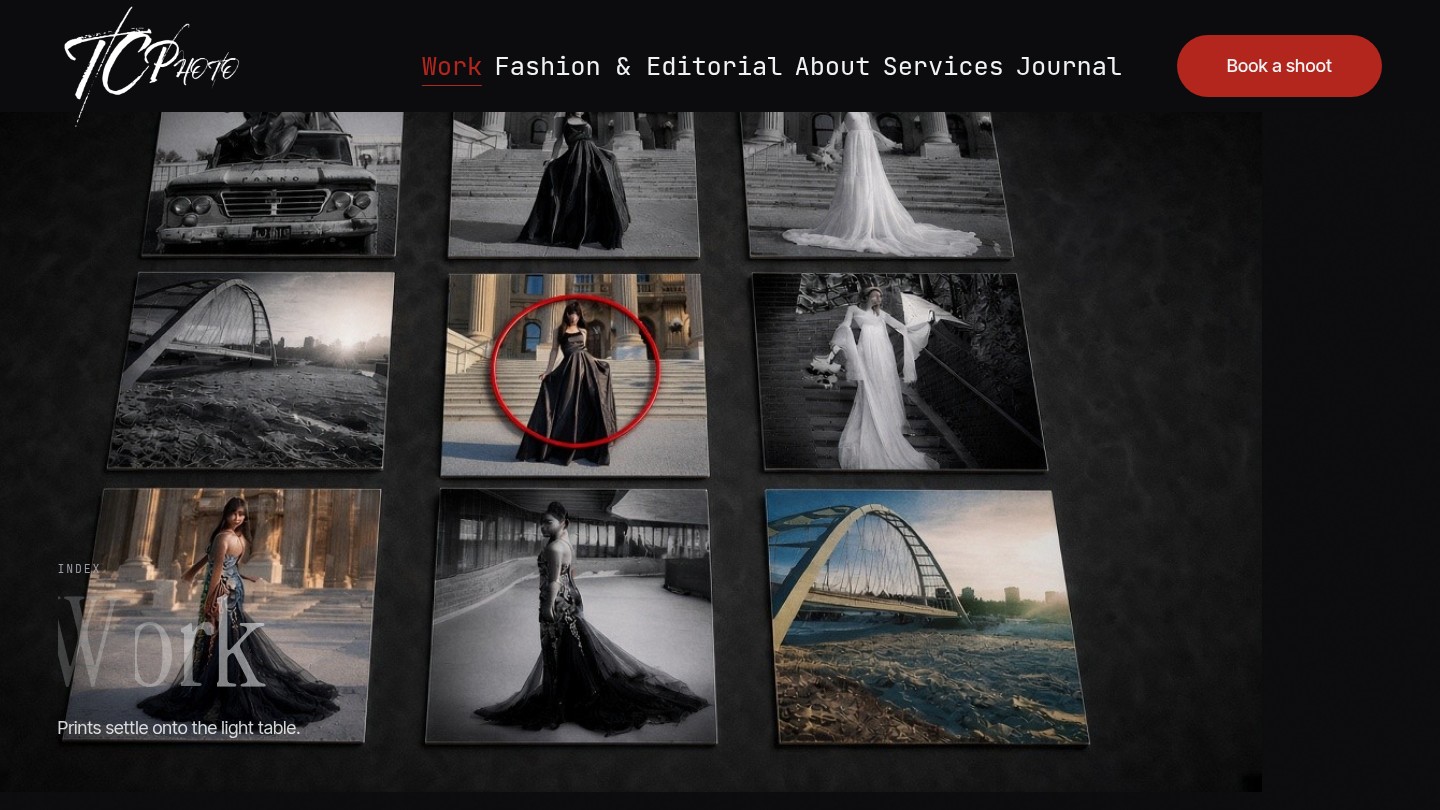 TCPHOTO
Work Fashion & Editorial About Services Journal
Book a shoot
INDEX
Work
Prints settle onto the light table.